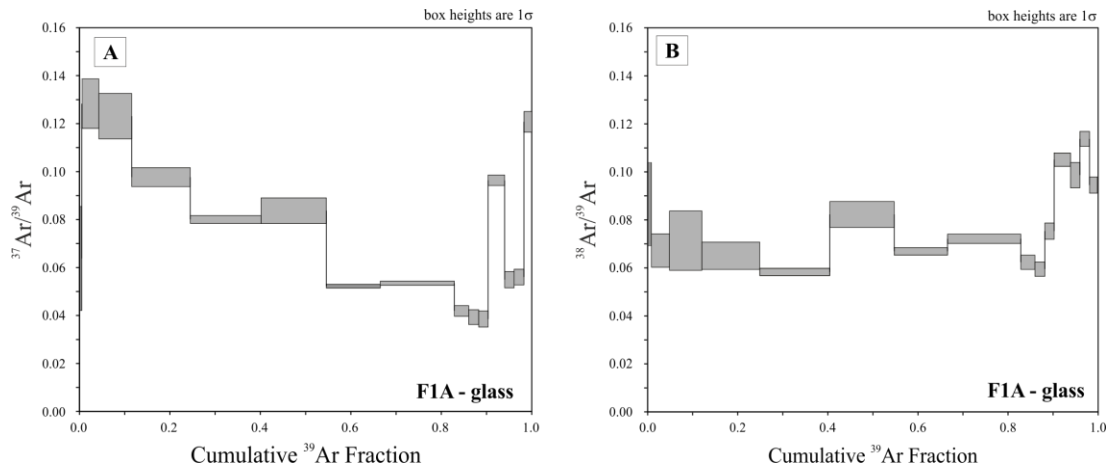 box heights are 1σ
A
0.16
0.14
0.12
0.10
0.08
0.06
0.04
0.02
0.00
³⁷Ar/³⁹Ar
0.0 0.2 0.4 0.6 0.8 1.0
F1A - glass
Cumulative ³⁹Ar Fraction
box heights are 1σ
B
0.16
0.14
0.12
0.10
0.08
0.06
0.04
0.02
0.00
³⁸Ar/³⁹Ar
0.0 0.2 0.4 0.6 0.8 1.0
F1A - glass
Cumulative ³⁹Ar Fraction